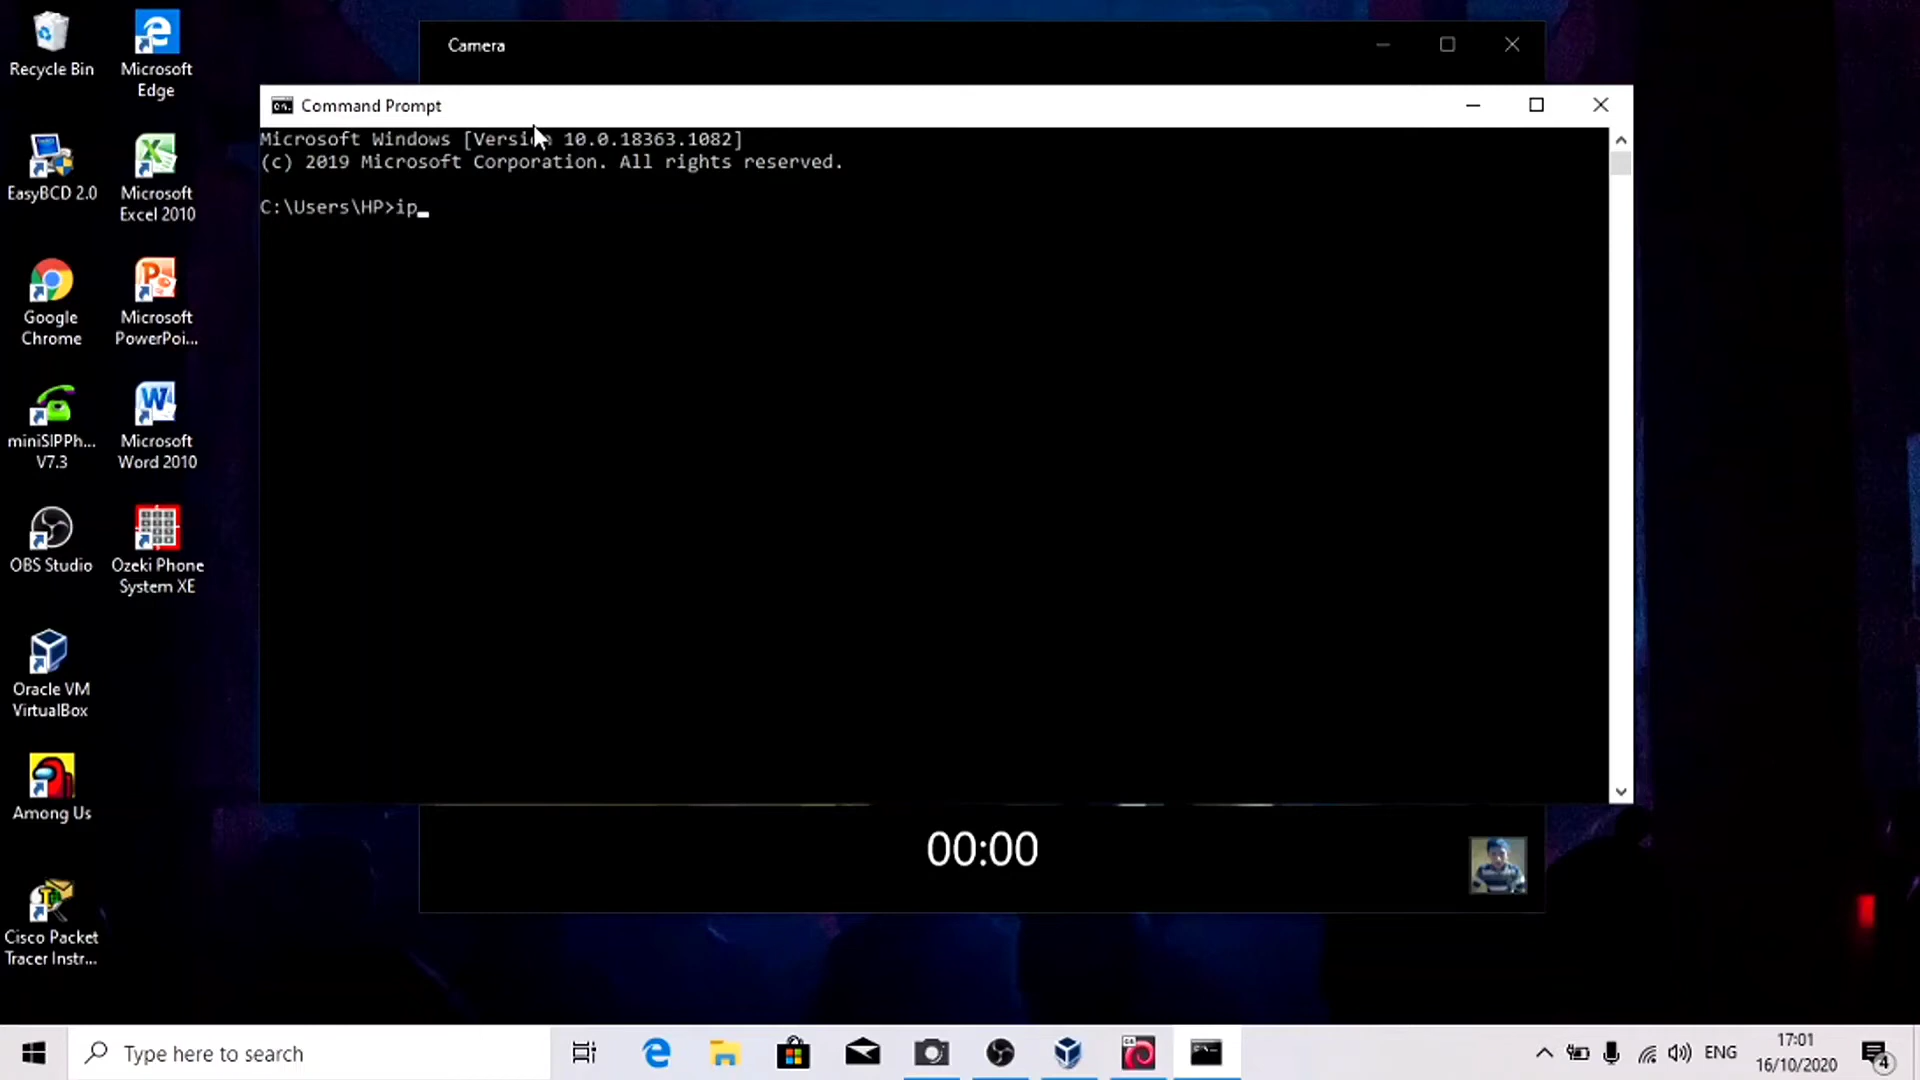 Recycle Bin
Microsoft
Edge
EasyBCD 2.0
Microsoft
Excel 2010
Google
Chrome
Microsoft
PowerPoi...
miniSIPPh...
V7.3
Microsoft
Word 2010
OBS Studio
Ozeki Phone
System XE
Oracle VM
VirtualBox
Among Us
Cisco Packet
Tracer Instr...
Camera
Command Prompt
Microsoft Windows [Version 10.0.18363.1082]
(c) 2019 Microsoft Corporation. All rights reserved.
C:\Users\HP>ip_
00:00
Type here to search
ENG
17:01
16/10/2020
4